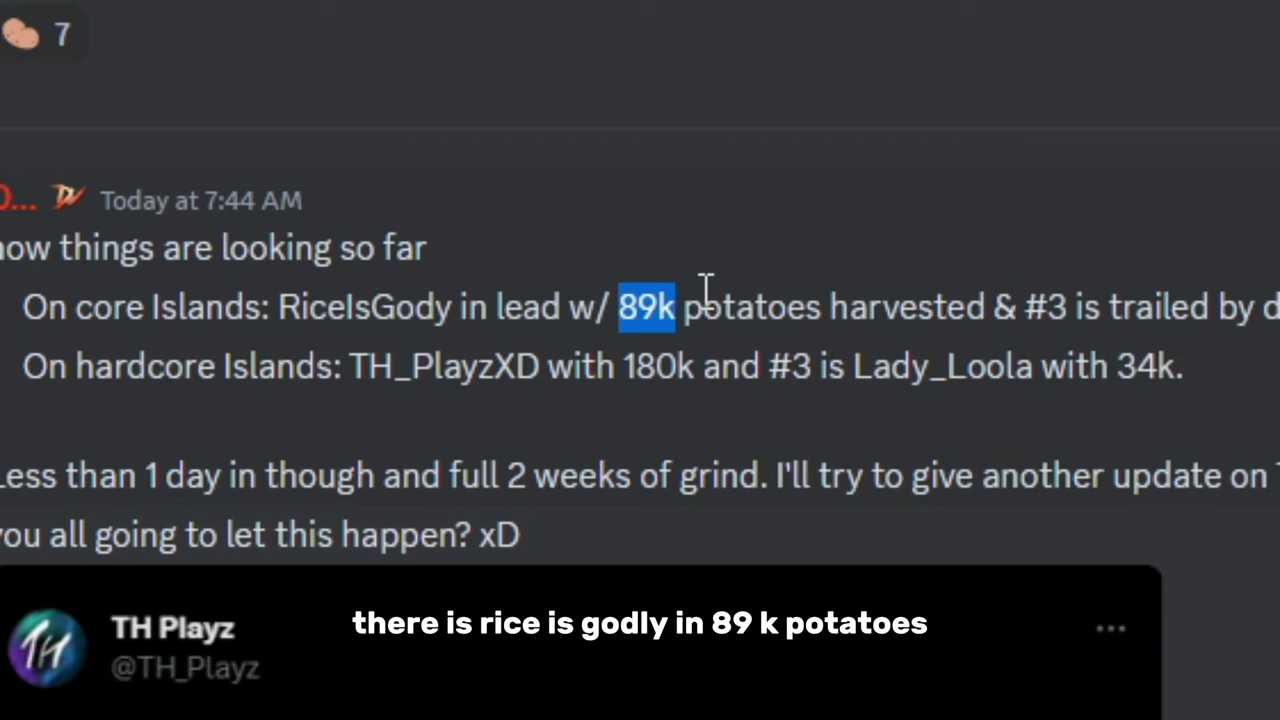 7
Today at 7:44 AM
how things are looking so far
On core Islands: RiceIsGody in lead w/ 89k potatoes harvested & #3 is trailed by
On hardcore Islands: TH_PlayzXD with 180k and #3 is Lady_Loola with 34k.
Less than 1 day in though and full 2 weeks of grind. I'll try to give another update on
you all going to let this happen? xD
TH Playz
@TH_Playz
there is rice is godly in 89 k potatoes